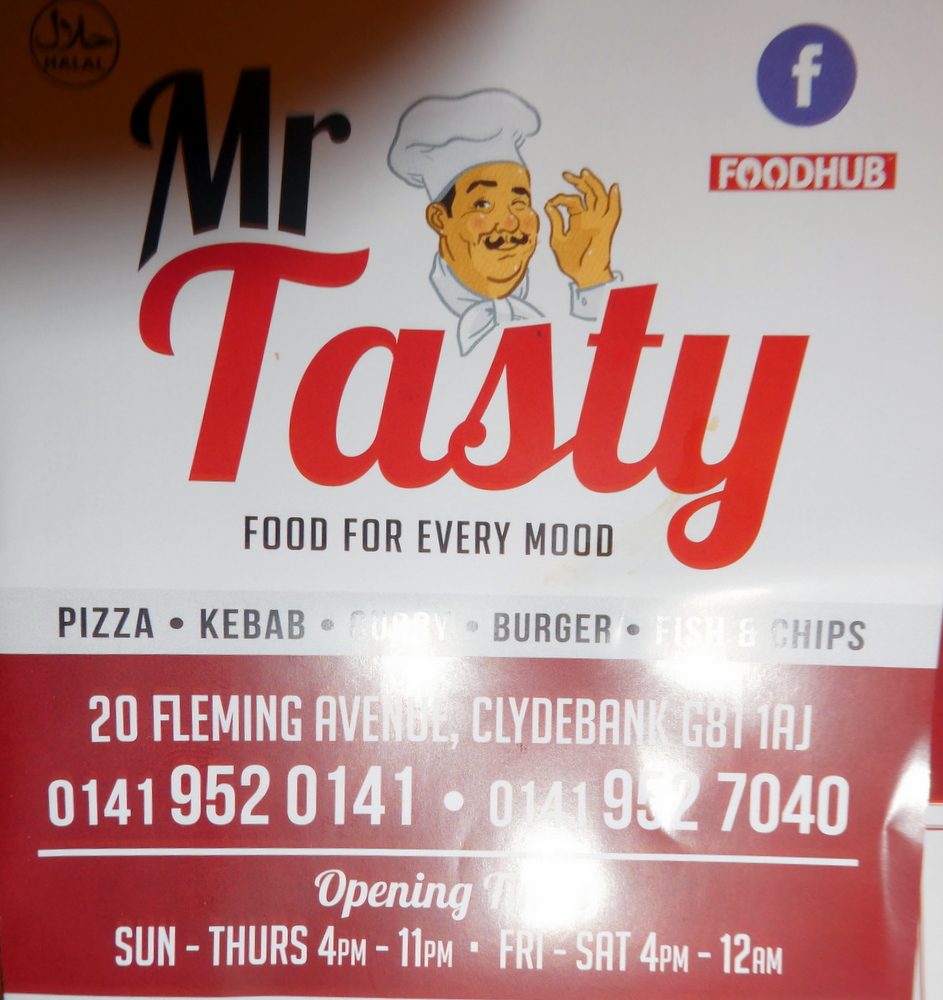 حلال
HALAL
f
FOODHUB
Mr
Tasty
FOOD FOR EVERY MOOD
PIZZA • KEBAB • CURRY • BURGER • FISH & CHIPS
20 FLEMING AVENUE, CLYDEBANK G81 1AJ
0141 952 0141 • 0141 952 7040
Opening
SUN - THURS 4PM - 11PM • FRI - SAT 4PM - 12AM